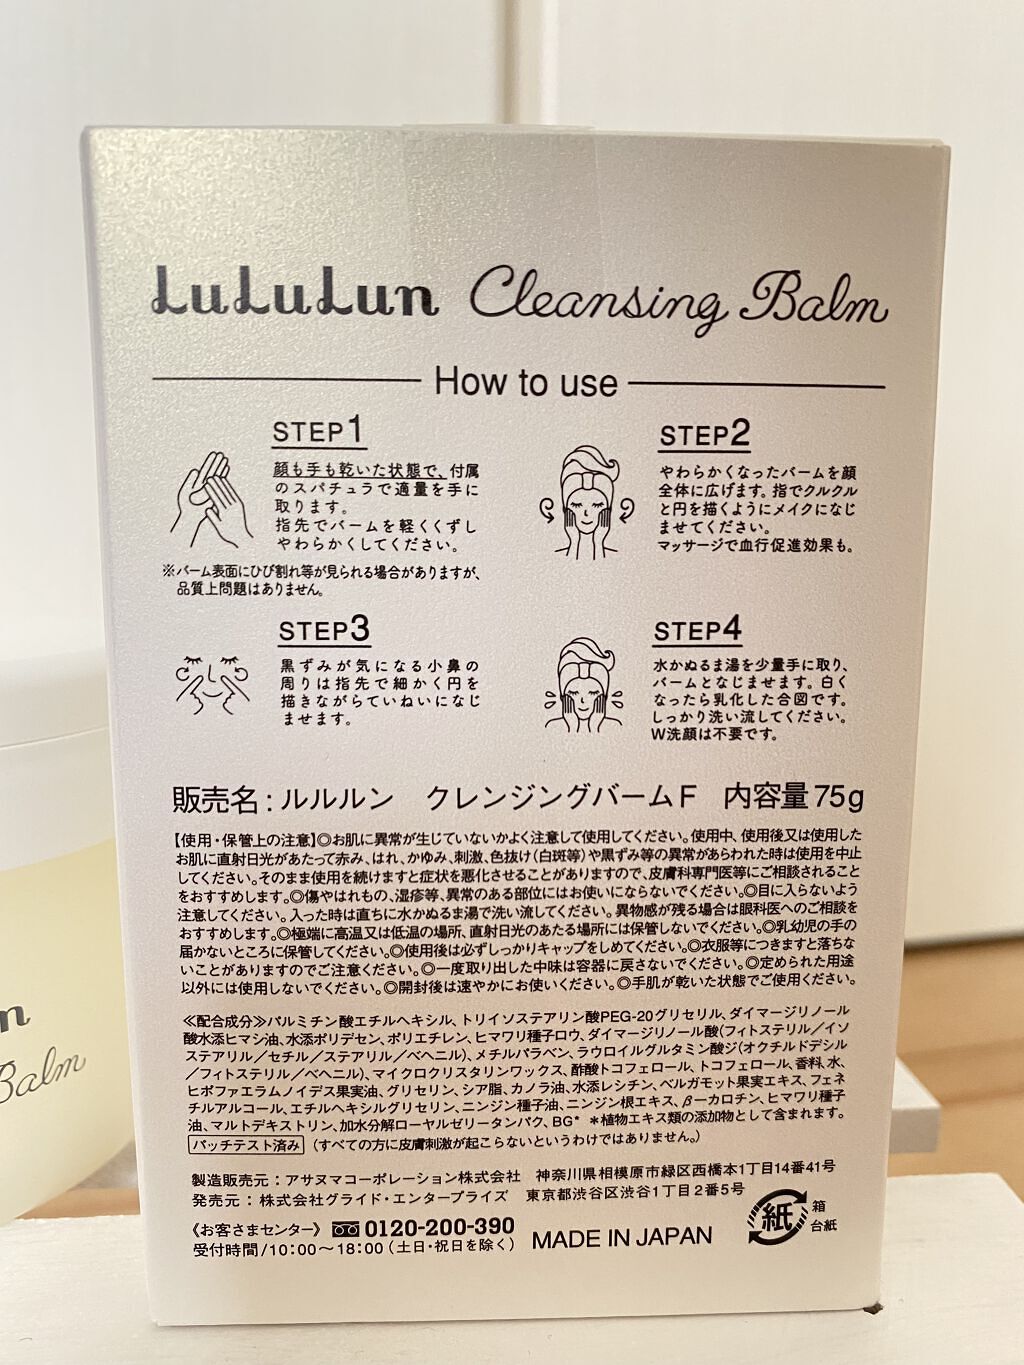 LuLuLun Cleansing Balm
How to use
STEP1
顔も手も乾いた状態で、付属
のスパチュラで適量を手に
取ります。
指先でバームを軽くくずし
やわらかくしてください。
※バーム表面にひび割れ等が見られる場合がありますが、
品質上問題はありません。
STEP2
やわらかくなったバームを顔
全体に広げます。指でクルクル
と円を描くようにメイクになじ
ませてください。
マッサージで血行促進効果も。
STEP3
黒ずみが気になる小鼻の
周りは指先で細かく円を
描きながらていねいになじ
ませます。
STEP4
水かぬるま湯を少量手に取り、
バームとなじませます。白く
なったら乳化した合図です。
しっかり洗い流してください。
W洗顔は不要です。
販売名:ルルルン クレンジングバームF 内容量75g
【使用・保管上の注意】◎お肌に異常が生じていないかよく注意して使用してください。使用中、使用後又は使用した
お肌に直射日光があたって赤み、はれ、かゆみ、刺激、色抜け(白斑等)や黒ずみ等の異常があらわれた時は使用を中止
してください。そのまま使用を続けますと症状を悪化させることがありますので、皮膚科専門医等にご相談されること
をおすすめします。◎傷やはれもの、湿疹等、異常のある部位にはお使いにならないでください。◎目に入らないよう
注意してください。入った時は直ちに水かぬるま湯で洗い流してください。異物感が残る場合は眼科医へのご相談を
おすすめします。◎極端に高温又は低温の場所、直射日光のあたる場所には保管しないでください。◎乳幼児の手の
届かないところに保管してください。◎使用後は必ずしっかりキャップをしめてください。◎衣服等につきますと落ちな
いことがありますのでご注意ください。◎一度取り出した中味は容器に戻さないでください。◎定められた用途
以外には使用しないでください。◎開封後は速やかにお使いください。◎手肌が乾いた状態でご使用ください。
≪配合成分≫パルミチン酸エチルヘキシル、トリイソステアリン酸PEG-20グリセリル、ダイマージリノール
酸水添ヒマシ油、水添ポリデセン、ポリエチレン、ヒマワリ種子ロウ、ダイマージリノール酸(フィトステリル/イソ
ステアリル/セチル/ステアリル/ベヘニル)、メチルパラベン、ラウロイルグルタミン酸ジ(オクチルドデシル
/フィトステリル/ベヘニル)、マイクロクリスタリンワックス、酢酸トコフェロール、トコフェロール、香料、水、
ヒポファエラムノイデス果実油、グリセリン、シア脂、カノラ油、水添レシチン、ベルガモット果実エキス、フェネ
チルアルコール、エチルヘキシルグリセリン、ニンジン種子油、ニンジン根エキス、β-カロチン、ヒマワリ種子
油、マルトデキストリン、加水分解ローヤルゼリータンパク、BG* *植物エキス類の添加物として含まれます。
パッチテスト済み (すべての方に皮膚刺激が起こらないというわけではありません。)
製造販売元:アサヌマコーポレーション株式会社 神奈川県相模原市緑区西橋本1丁目14番41号
発売元:株式会社グライド・エンタープライズ 東京都渋谷区渋谷1丁目2番5号
《お客さまセンター》 0120-200-390
受付時間/10:00〜18:00(土日・祝日を除く)
MADE IN JAPAN
紙
箱
台紙
n
Balm